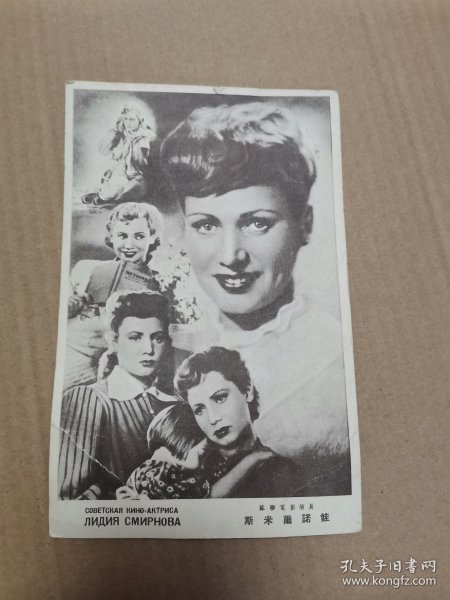 СОВЕТСКАЯ КИНО-АКТРИСА
ЛИДИЯ СМИРНОВА
蘇聯電影演員
斯米爾諾娃
孔夫子旧书网
www.kongfz.com